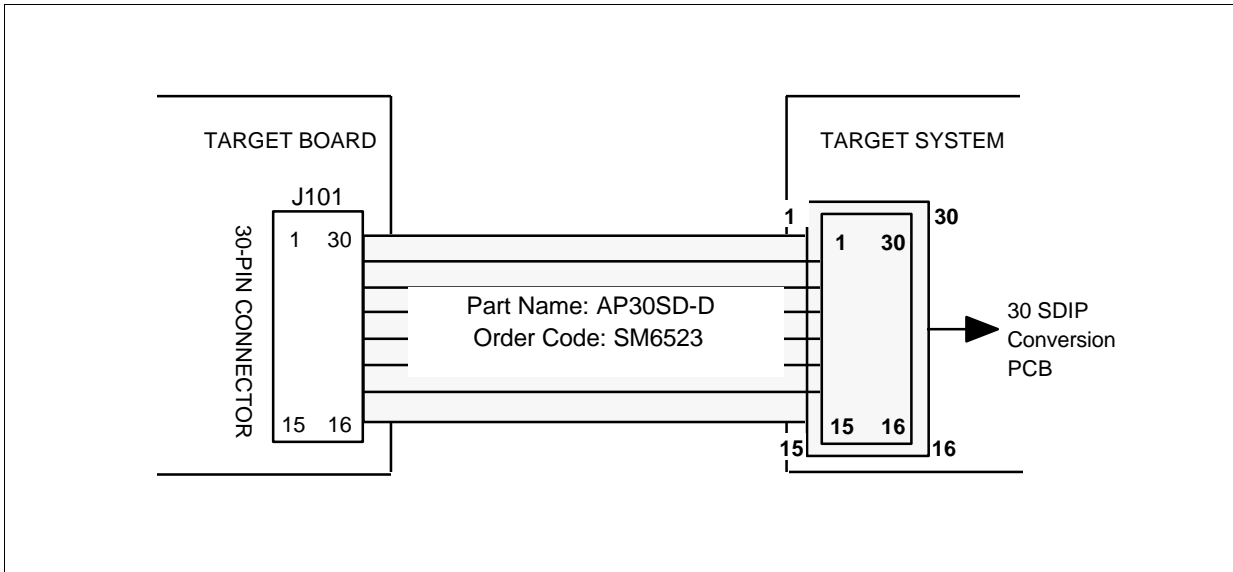 TARGET BOARD
J101
1 30
30-PIN CONNECTOR
15 16
Part Name: AP30SD-D
Order Code: SM6523
TARGET SYSTEM
1
30
1 30
15 16
15
16
30 SDIP
Conversion
PCB